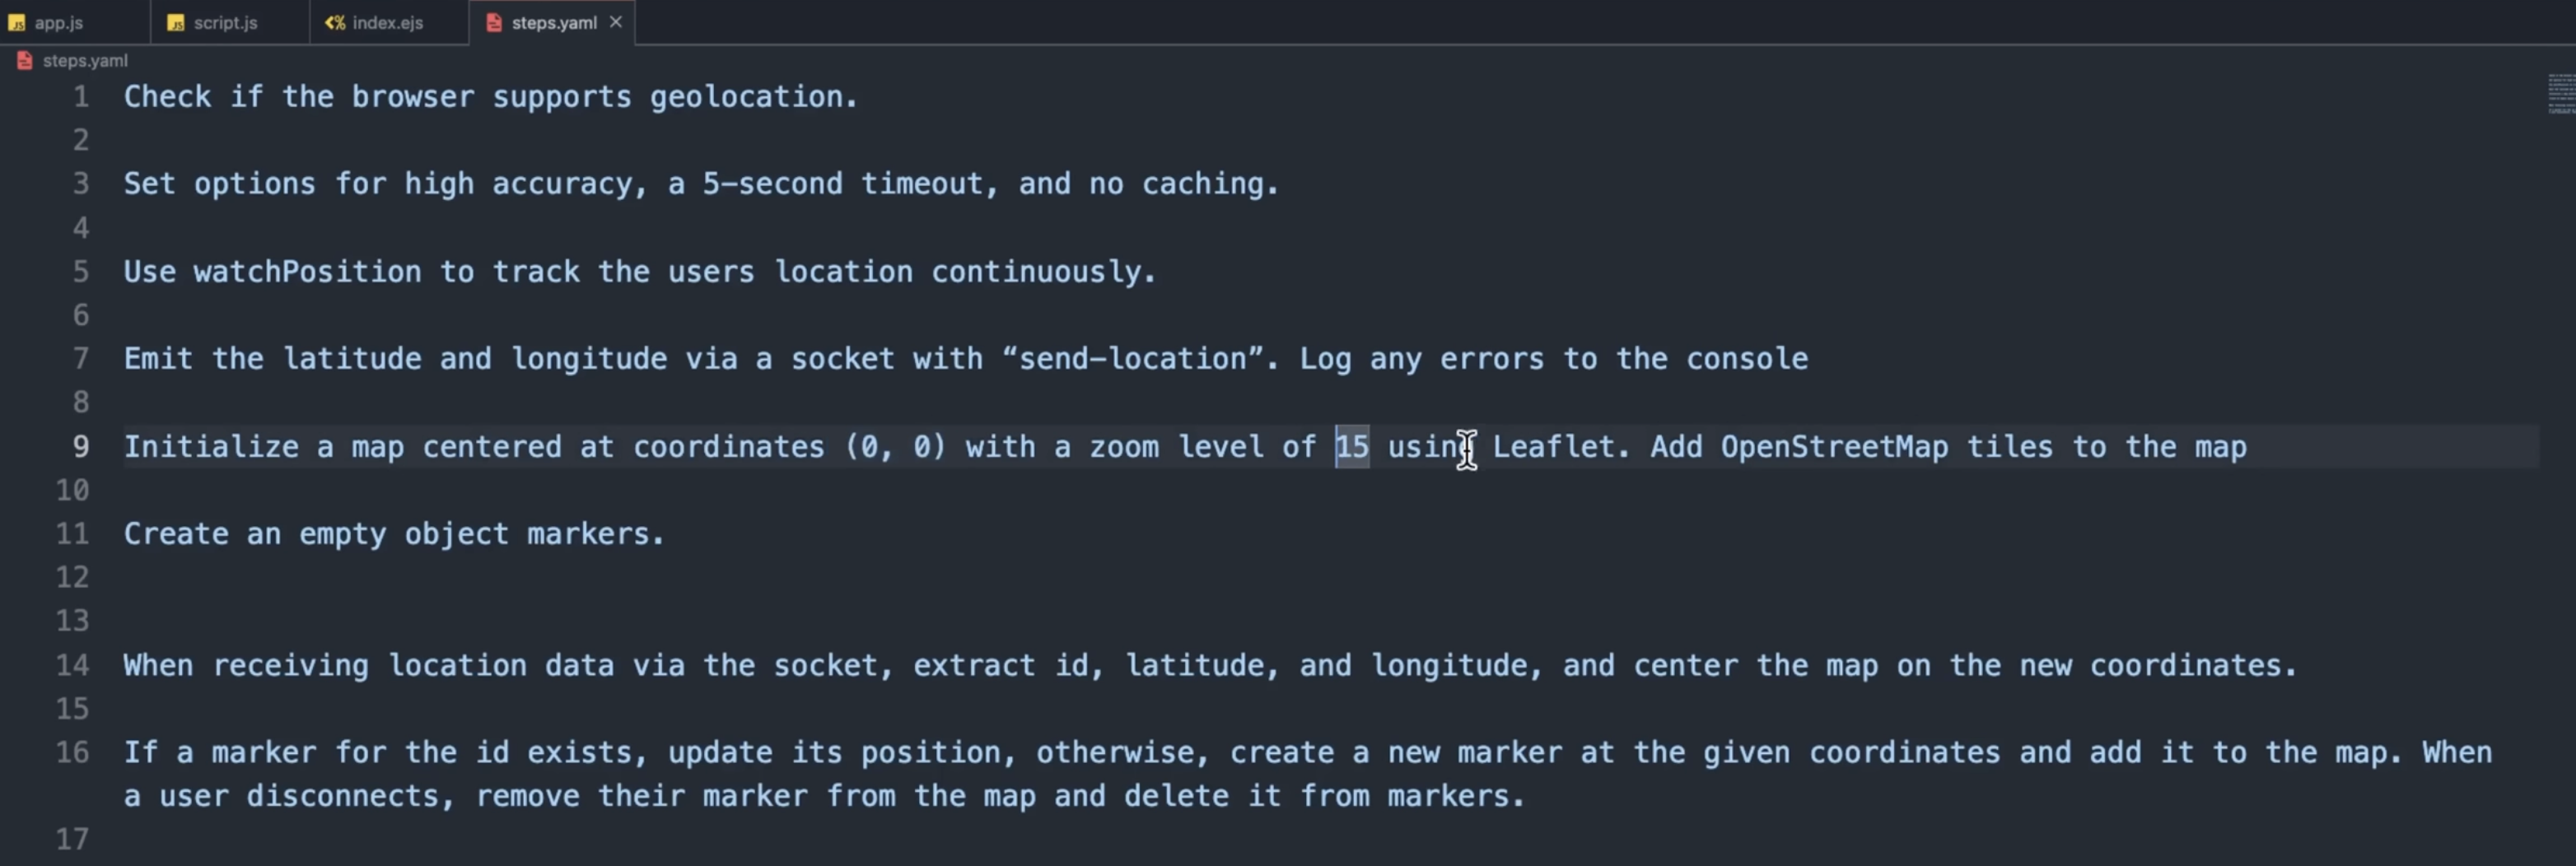 app.js script.js index.ejs steps.yaml
steps.yaml
1 Check if the browser supports geolocation.
2
3 Set options for high accuracy, a 5-second timeout, and no caching.
4
5 Use watchPosition to track the users location continuously.
6
7 Emit the latitude and longitude via a socket with “send-location”. Log any errors to the console
8
9 Initialize a map centered at coordinates (0, 0) with a zoom level of 15 using Leaflet. Add OpenStreetMap tiles to the map
10
11 Create an empty object markers.
12
13
14 When receiving location data via the socket, extract id, latitude, and longitude, and center the map on the new coordinates.
15
16 If a marker for the id exists, update its position, otherwise, create a new marker at the given coordinates and add it to the map. When
a user disconnects, remove their marker from the map and delete it from markers.
17